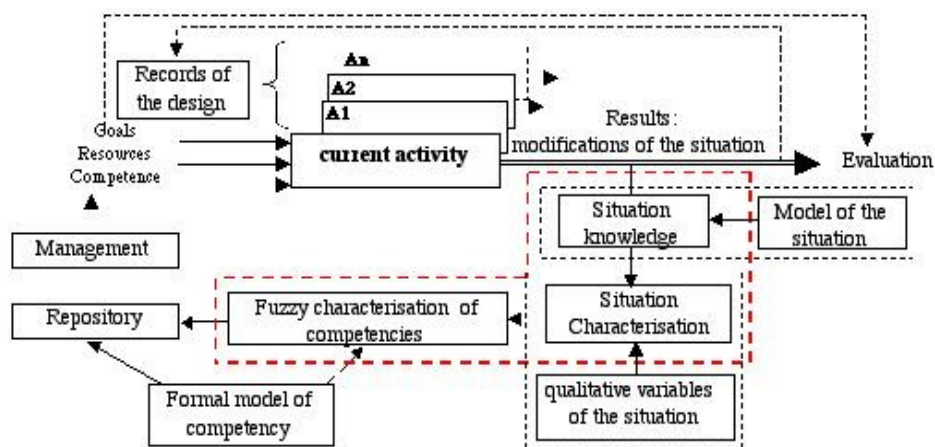 An
A2
A1
current activity
Records of
the design
Goals
Resources
Competence
Results:
modifications of the situation
Evaluation
Situation
knowledge
Model of the
situation
Management
Repository
Fuzzy characterisation of
competencies
Situation
Characterisation
Formal model of
competency
qualitative variables
of the situation